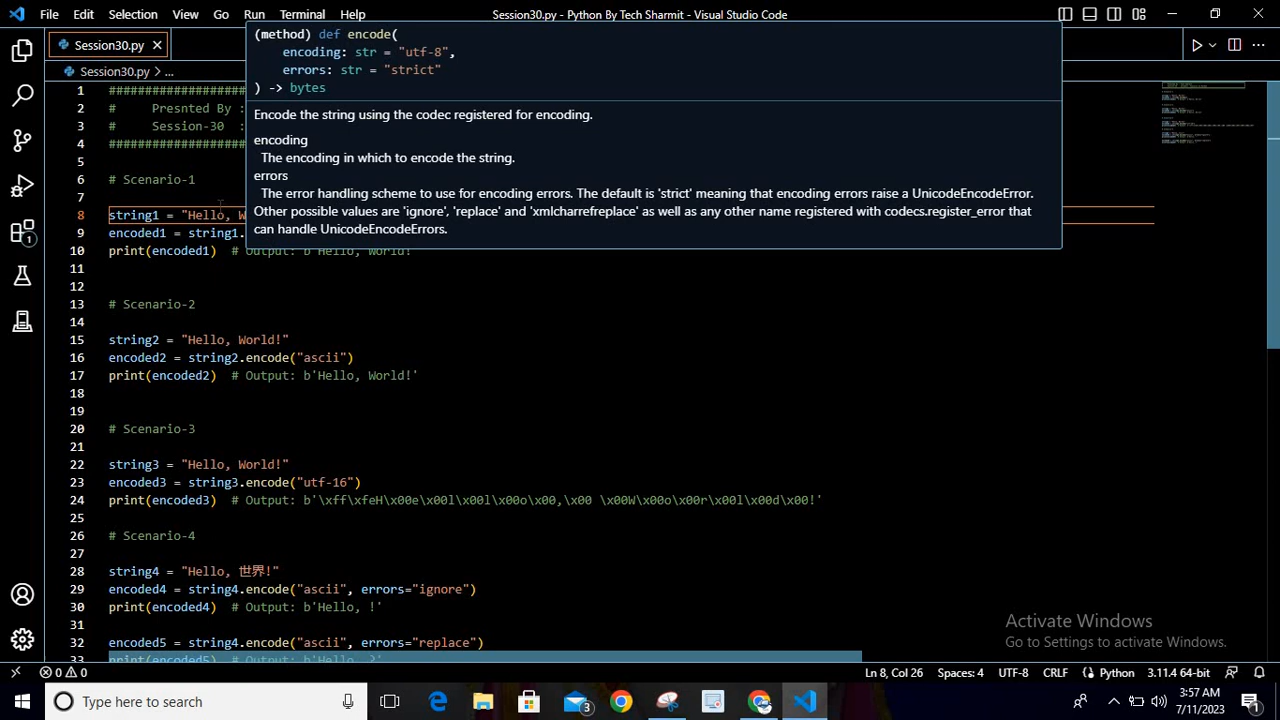 File Edit Selection View Go Run Terminal Help Session30.py - Python By Tech Sharmit - Visual Studio Code
Session30.py
Session30.py > ...
(method) def encode(
encoding: str = "utf-8",
errors: str = "strict"
) -> bytes
Encode the string using the codec registered for encoding.
encoding
The encoding in which to encode the string.
errors
The error handling scheme to use for encoding errors. The default is 'strict' meaning that encoding errors raise a UnicodeEncodeError.
Other possible values are 'ignore', 'replace' and 'xmlcharrefreplace' as well as any other name registered with codecs.register_error that
can handle UnicodeEncodeErrors.
1 ###################
2 # Presnted By :
3 # Session-30 :
4 ###################
5
6 # Scenario-1
7
8 string1 = "Hello, W
9 encoded1 = string1.
10 print(encoded1) # Output: b'Hello, World!'
11
12
13 # Scenario-2
14
15 string2 = "Hello, World!"
16 encoded2 = string2.encode("ascii")
17 print(encoded2) # Output: b'Hello, World!'
18
19
20 # Scenario-3
21
22 string3 = "Hello, World!"
23 encoded3 = string3.encode("utf-16")
24 print(encoded3) # Output: b'\xff\xfeH\x00e\x00l\x00l\x00o\x00,\x00 \x00W\x00o\x00r\x00l\x00d\x00!'
25
26 # Scenario-4
27
28 string4 = "Hello, 世界!"
29 encoded4 = string4.encode("ascii", errors="ignore")
30 print(encoded4) # Output: b'Hello, !'
31
32 encoded5 = string4.encode("ascii", errors="replace")
33 print(encoded5) # Output: b'Hello, ?'
1
Activate Windows
Go to Settings to activate Windows.
0 0 Ln 8, Col 26 Spaces: 4 UTF-8 CRLF Python 3.11.4 64-bit
Type here to search 3 3:57 AM
7/11/2023 1